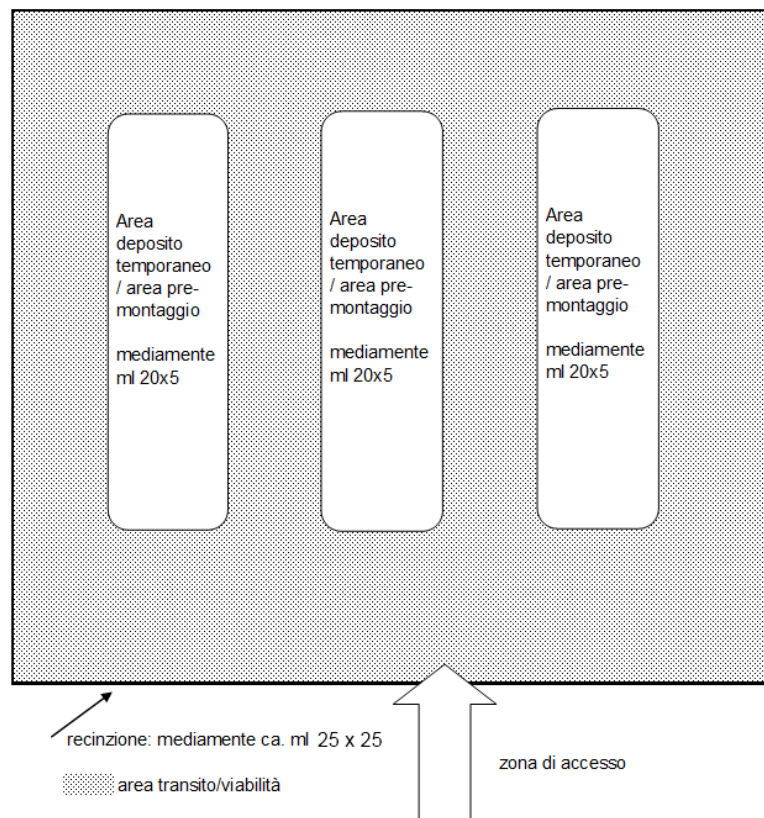 Area
deposito
temporaneo
/ area pre-
montaggio
mediamente
ml 20x5
Area
deposito
temporaneo
/ area pre-
montaggio
mediamente
ml 20x5
Area
deposito
temporaneo
/ area pre-
montaggio
mediamente
ml 20x5
recinzione: mediamente ca. ml 25 x 25
zona di accesso
area transito/viabilità